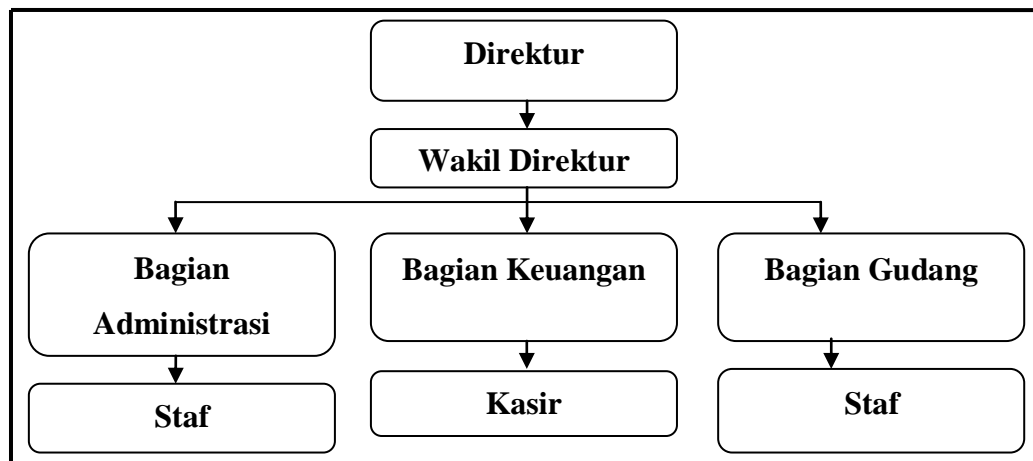 Direktur
Wakil Direktur
Bagian
Administrasi
Bagian Keuangan
Bagian Gudang
Staf
Kasir
Staf